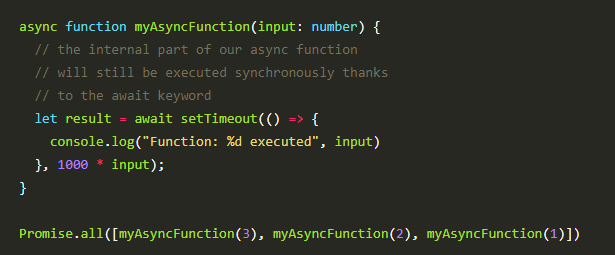 async function myAsyncFunction(input: number) {
// the internal part of our async function
// will still be executed synchronously thanks
// to the await keyword
let result = await setTimeout(() => {
console.log("Function: %d executed", input)
}, 1000 * input);
}
Promise.all([myAsyncFunction(3), myAsyncFunction(2), myAsyncFunction(1)])